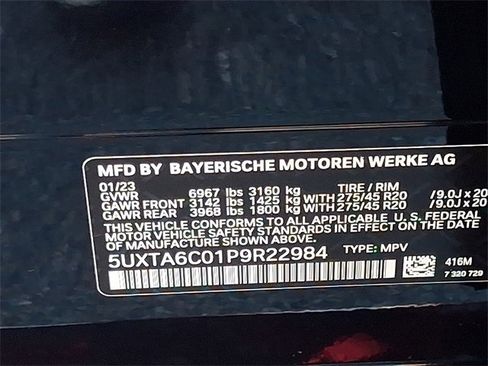 MFD BY BAYERISCHE MOTOREN WERKE AG
01/23 TIRE / RIM
GVWR 6967 lbs 3160 kg
GAWR FRONT 3142 lbs 1425 kg WITH 275/45 R20 /9.0J x 20
GAWR REAR 3968 lbs 1800 kg WITH 275/45 R20 /9.0J x 20
THIS VEHICLE CONFORMS TO ALL APPLICABLE U.S. FEDERAL
MOTOR VEHICLE SAFETY STANDARDS IN EFFECT ON THE
DATE OF MANUFACTURE SHOWN ABOVE.
5UXTA6C01P9R22984 TYPE: MPV
416M
7 320 729